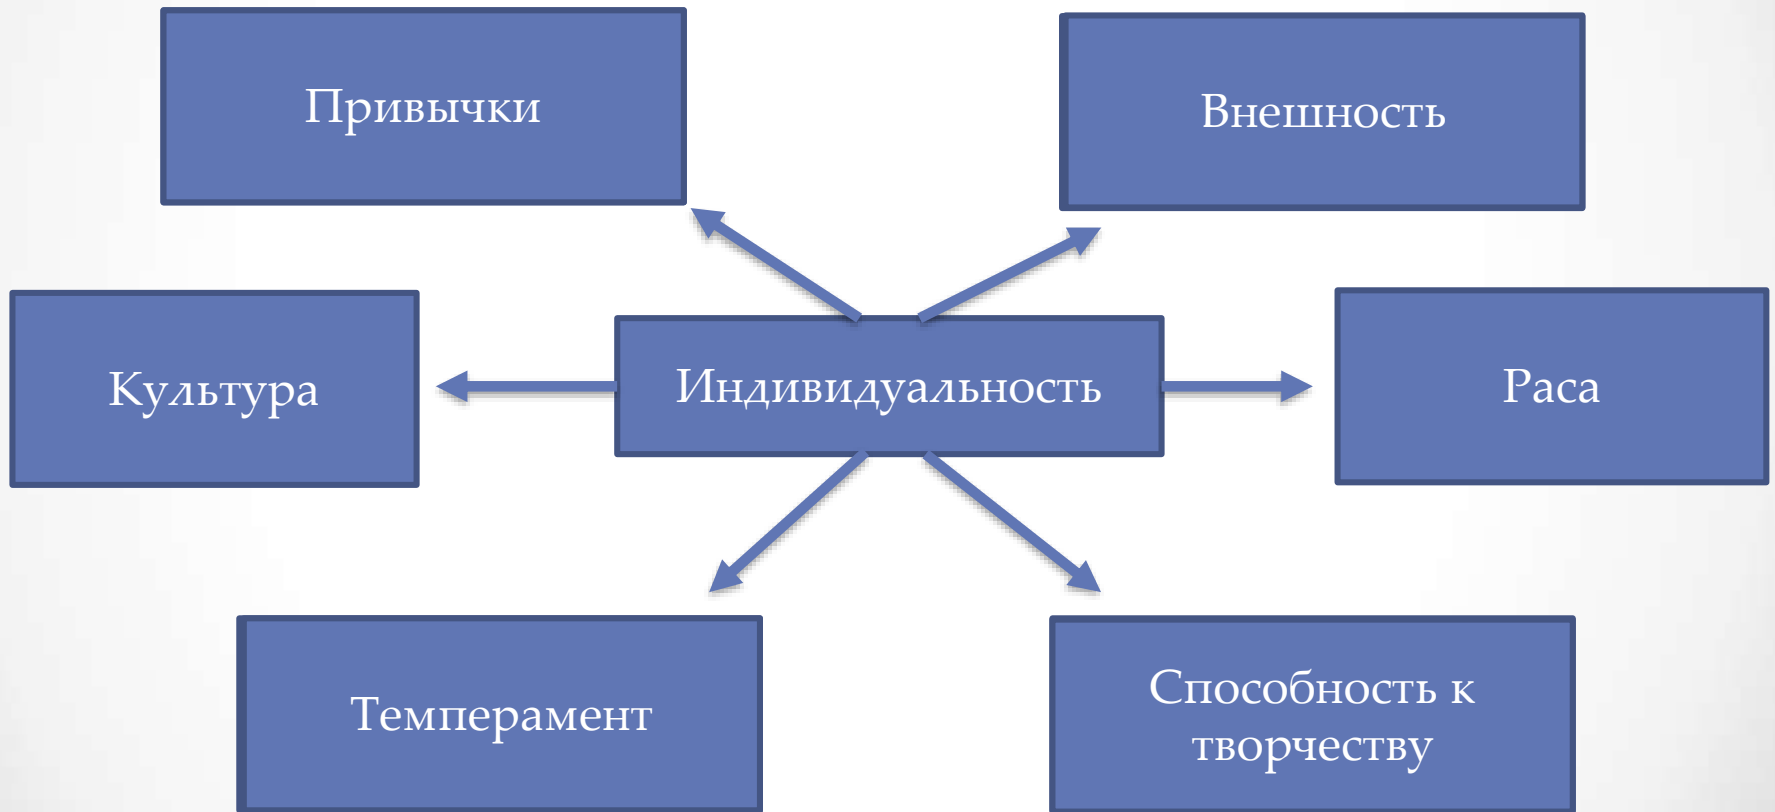 Привычки
Внешность
Культура
Индивидуальность
Раса
Темперамент
Способность к
творчеству